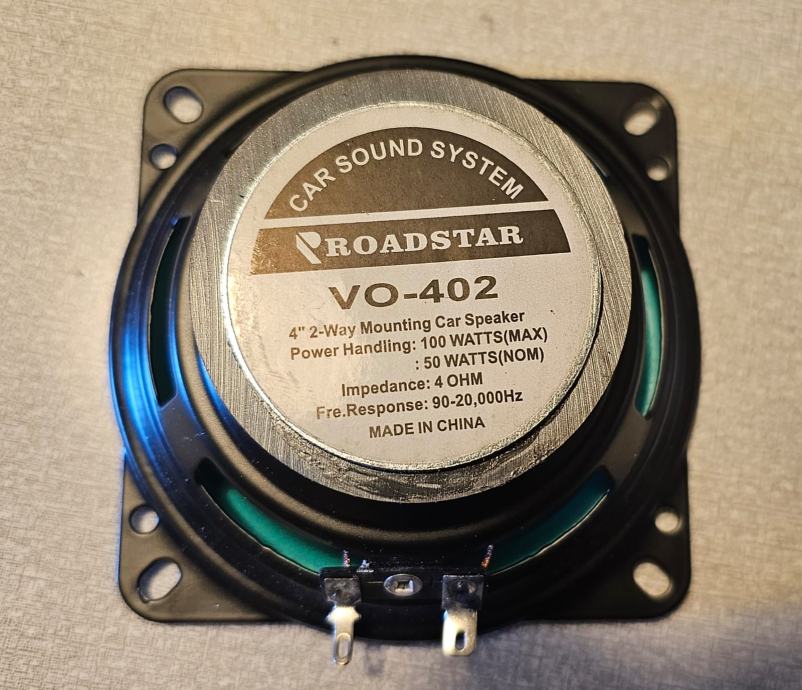 CAR SOUND SYSTEM
ROADSTAR
VO-402
4" 2-Way Mounting Car Speaker
Power Handling: 100 WATTS(MAX)
: 50 WATTS(NOM)
Impedance: 4 OHM
Fre.Response: 90-20,000Hz
MADE IN CHINA